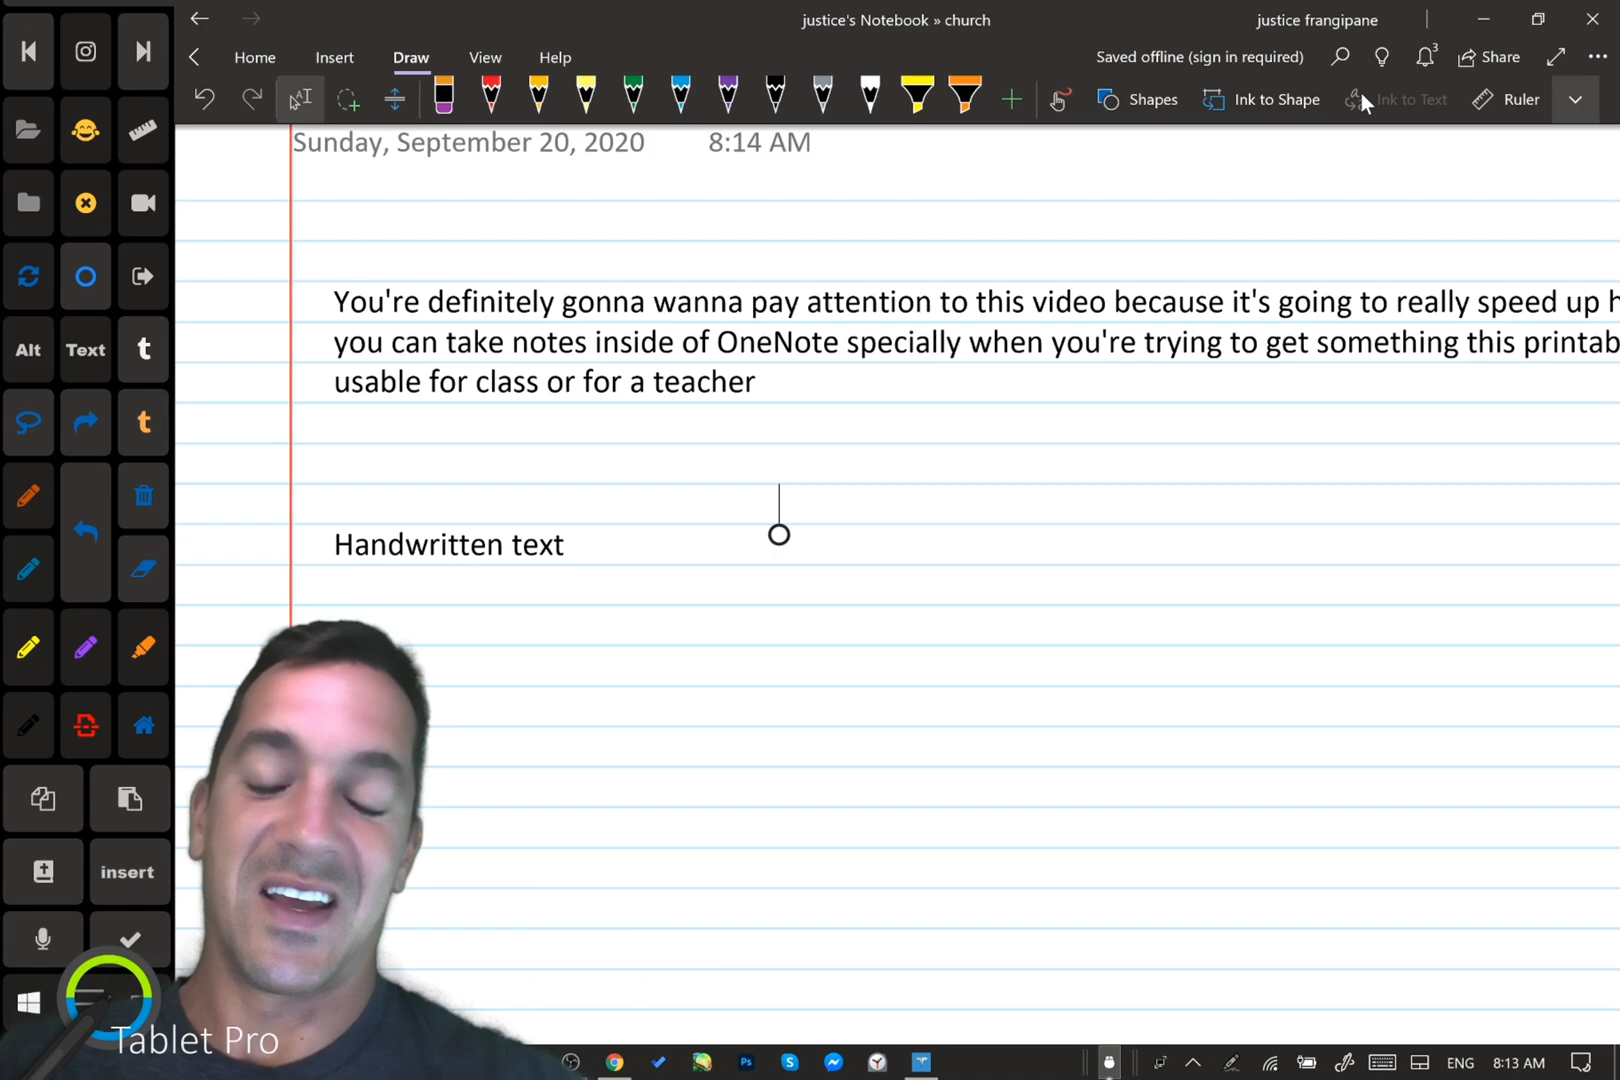 justice's Notebook » church
justice frangipane
Home Insert Draw View Help
Saved offline (sign in required)
3
Share
Shapes
Ink to Shape
Ink to Text
Ruler
Sunday, September 20, 2020 8:14 AM
You're definitely gonna wanna pay attention to this video because it's going to really speed up h
you can take notes inside of OneNote specially when you're trying to get something this printab
usable for class or for a teacher
Handwritten text
Alt Text t
t
insert
Tablet Pro
Ps
ENG 8:13 AM